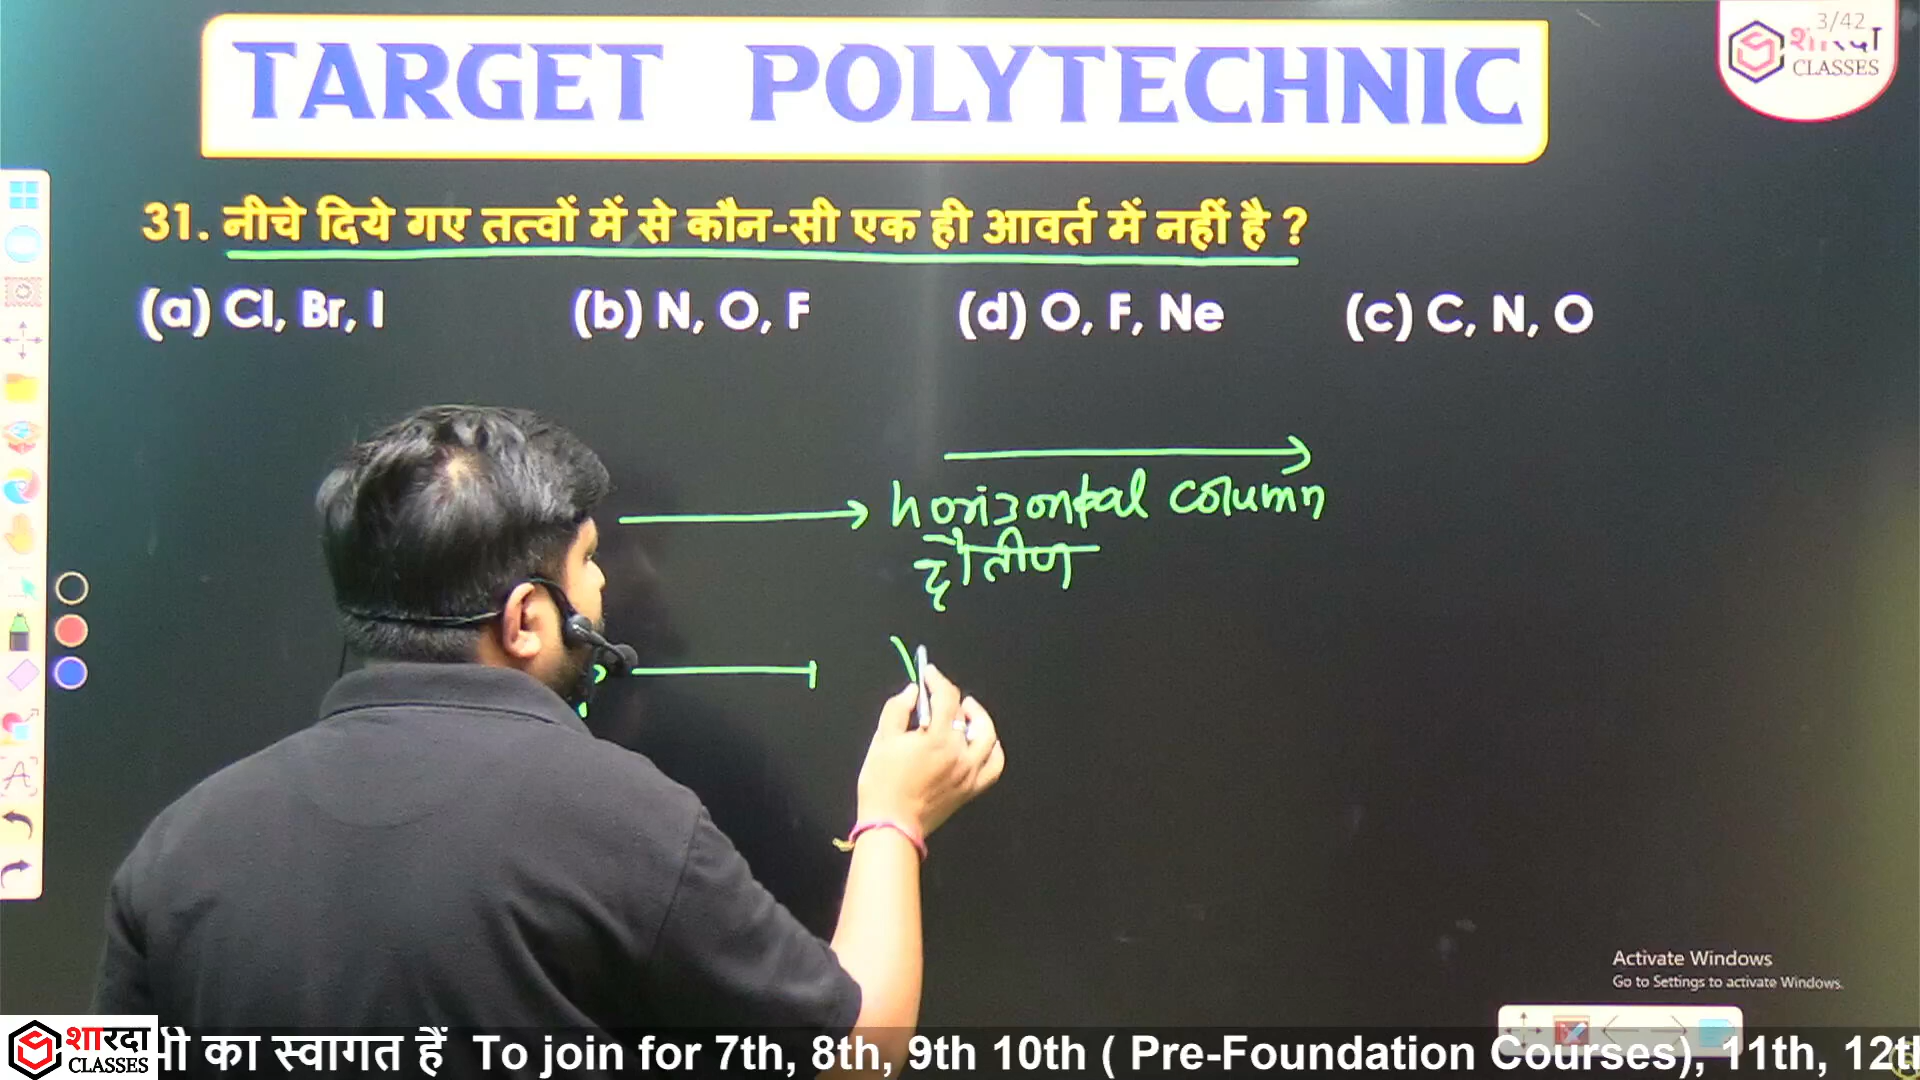 3/42
शारदा
CLASSES
TARGET POLYTECHNIC
31. नीचे दिये गए तत्वों में से कौन-सी एक ही आवर्त में नहीं है ?
(a) Cl, Br, I (b) N, O, F (d) O, F, Ne (c) C, N, O
horizontal column
Activate Windows
Go to Settings to activate Windows.
शारदा
CLASSES
का स्वागत हैं To join for 7th, 8th, 9th 10th ( Pre-Foundation Courses), 11th, 12th